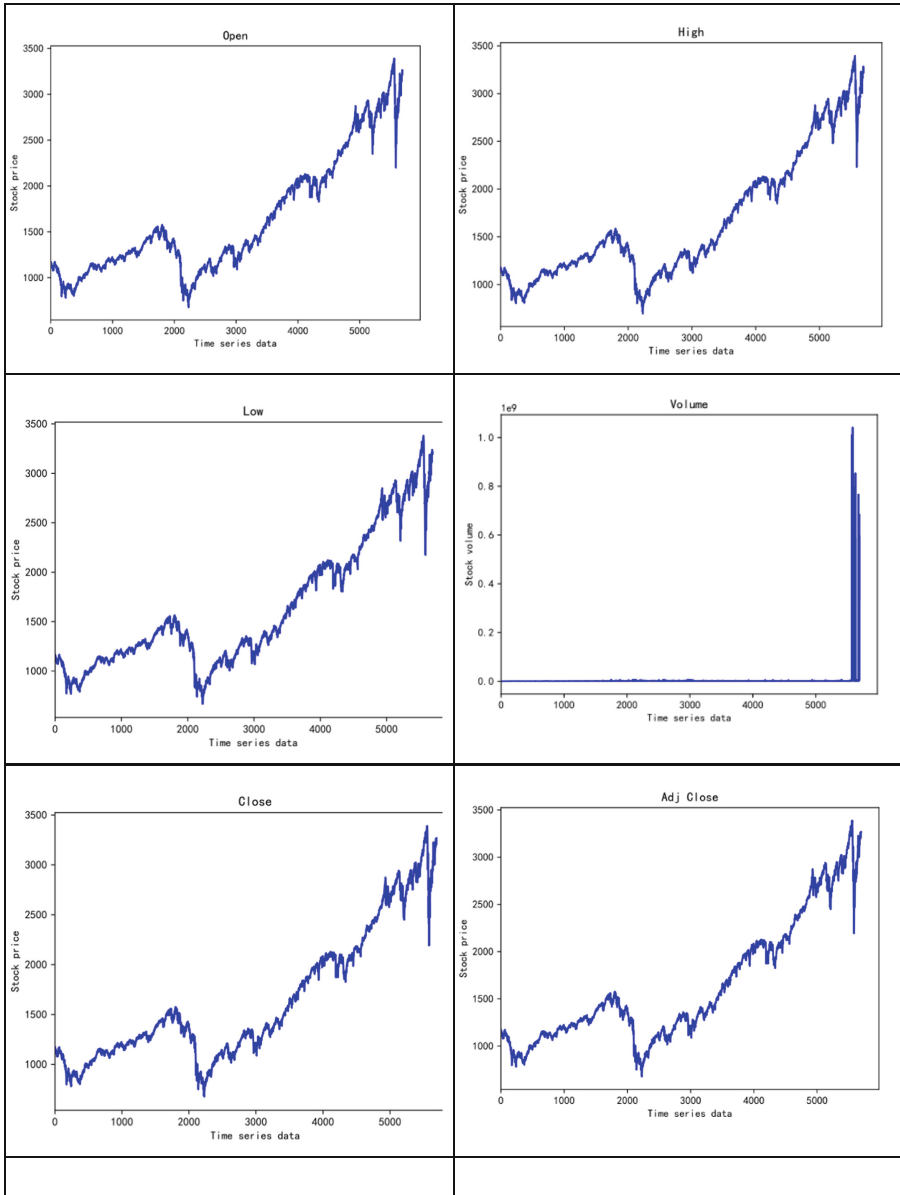 Open
3500
3000
2500
2000
1500
1000
Stock price
0 1000 2000 3000 4000 5000
Time series data
High
3500
3000
2500
2000
1500
1000
Stock price
0 1000 2000 3000 4000 5000
Time series data
Low
3500
3000
2500
2000
1500
1000
Stock price
0 1000 2000 3000 4000 5000
Time series data
Volume
1e9
1.0
0.8
0.6
0.4
0.2
0.0
Stock volume
0 1000 2000 3000 4000 5000
Time series data
Close
3500
3000
2500
2000
1500
1000
Stock price
0 1000 2000 3000 4000 5000
Time series data
Adj Close
3500
3000
2500
2000
1500
1000
Stock price
0 1000 2000 3000 4000 5000
Time series data